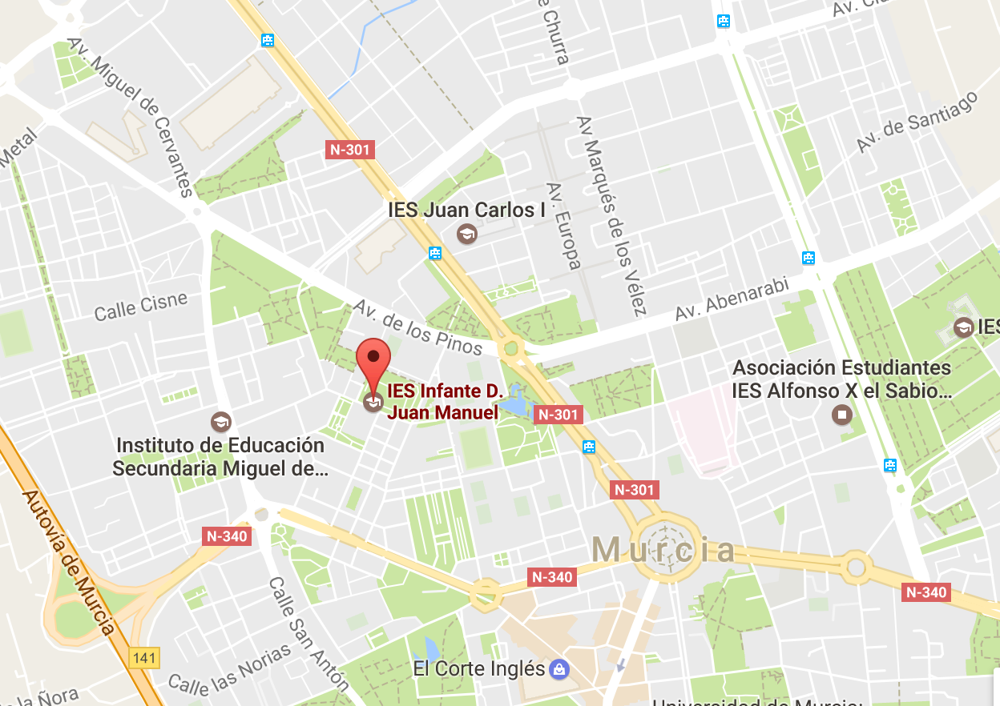 Av. Miguel de Cervantes
e Churra
Metal
N-301
Av Marqués de los Vélez
Av. de Santiago
IES Juan Carlos I
Av. Europa
Calle Cisne
Av. de los Pinos
Av. Abenarabi
IES
Asociación Estudiantes
IES Alfonso X el Sabio...
IES Infante D.
Juan Manuel
N-301
Instituto de Educación
Secundaria Miguel de...
N-301
Autovía de Murcia
N-340
Murcia
N-340
N-340
Calle San Antón
141
Calle las Norias
El Corte Inglés
Ñora
Universidad de Murcia: